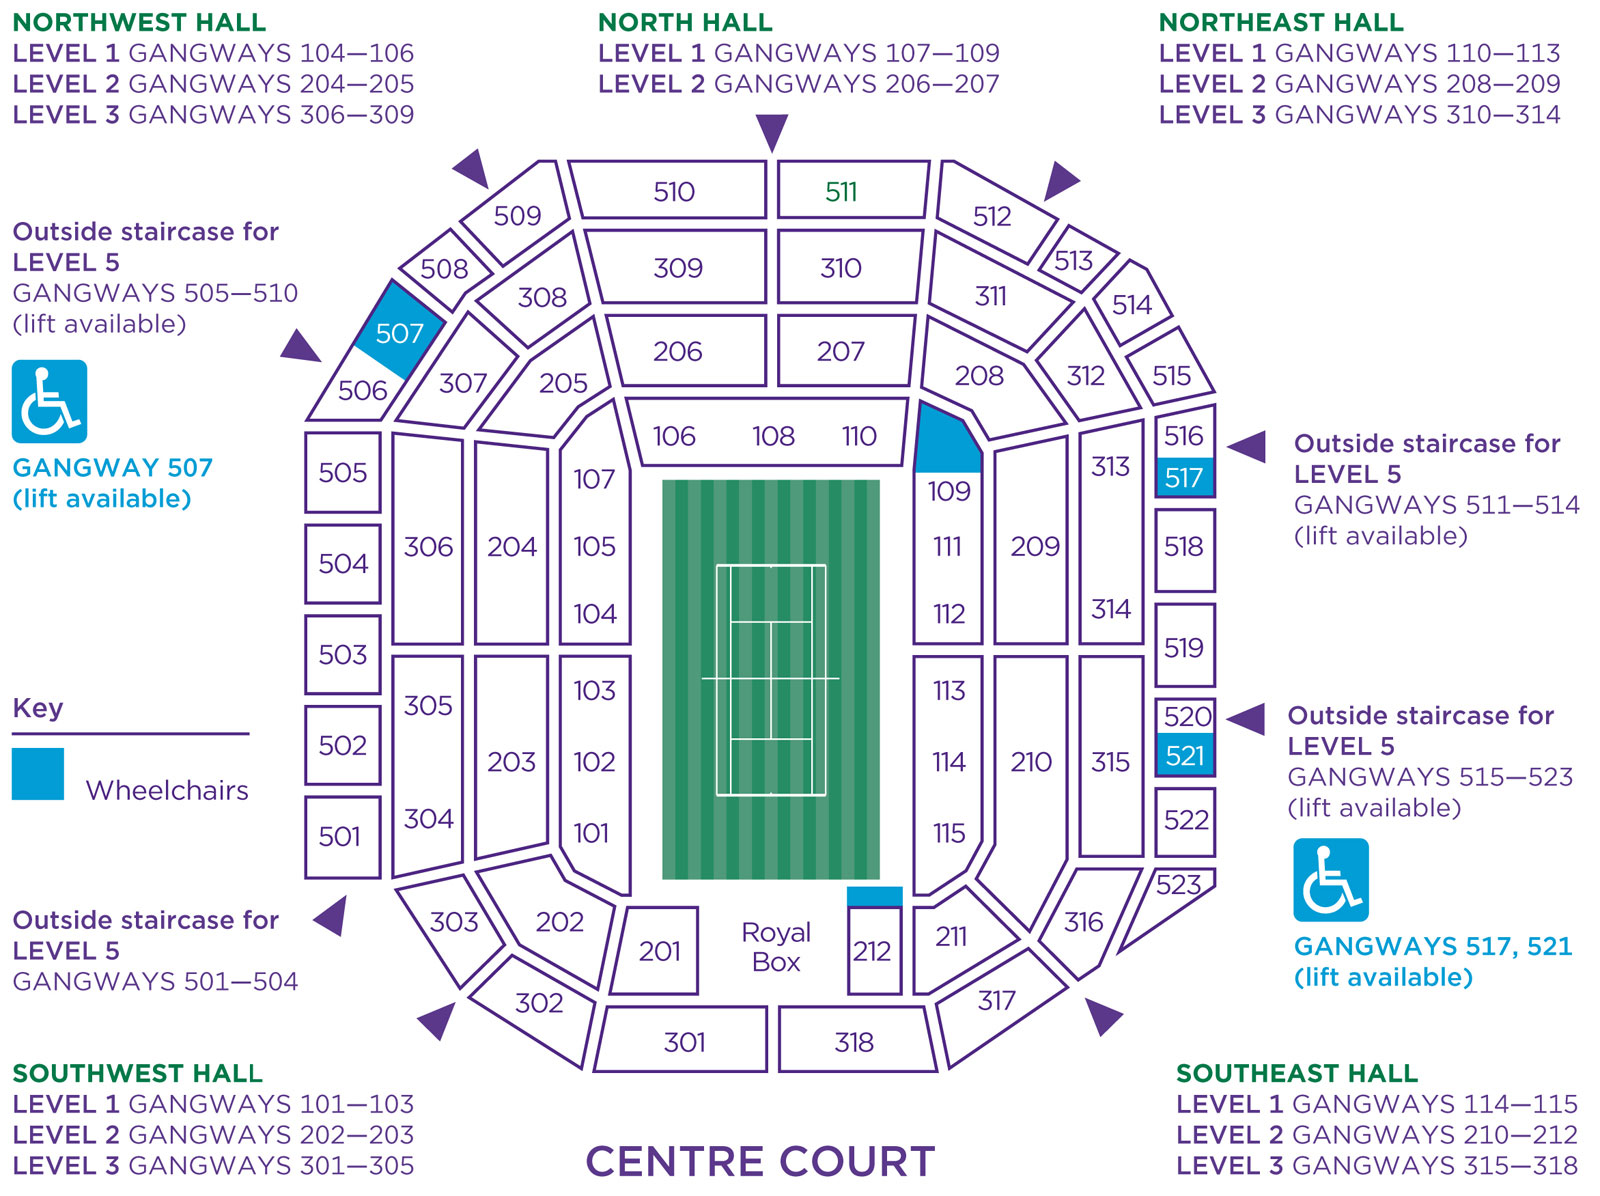 NORTHWEST HALL
LEVEL 1 GANGWAYS 104—106
LEVEL 2 GANGWAYS 204—205
LEVEL 3 GANGWAYS 306—309
NORTH HALL
LEVEL 1 GANGWAYS 107—109
LEVEL 2 GANGWAYS 206—207
NORTHEAST HALL
LEVEL 1 GANGWAYS 110—113
LEVEL 2 GANGWAYS 208—209
LEVEL 3 GANGWAYS 310—314
Outside staircase for
LEVEL 5
GANGWAYS 505—510
(lift available)
GANGWAY 507
(lift available)
Key
Wheelchairs
Outside staircase for
LEVEL 5
GANGWAYS 501—504
510
511
509
512
508
513
309
310
308
311
514
507
206
207
506
307
205
208
312
515
106
108
110
516
505
107
109
313
517
504
306
204
105
111
209
518
104
112
314
503
519
305
103
113
520
502
203
102
114
210
315
521
501
304
101
115
522
523
303
202
201
Royal
Box
212
211
316
302
317
301
318
Outside staircase for
LEVEL 5
GANGWAYS 511—514
(lift available)
Outside staircase for
LEVEL 5
GANGWAYS 515—523
(lift available)
GANGWAYS 517, 521
(lift available)
SOUTHWEST HALL
LEVEL 1 GANGWAYS 101—103
LEVEL 2 GANGWAYS 202—203
LEVEL 3 GANGWAYS 301—305
CENTRE COURT
SOUTHEAST HALL
LEVEL 1 GANGWAYS 114—115
LEVEL 2 GANGWAYS 210—212
LEVEL 3 GANGWAYS 315—318